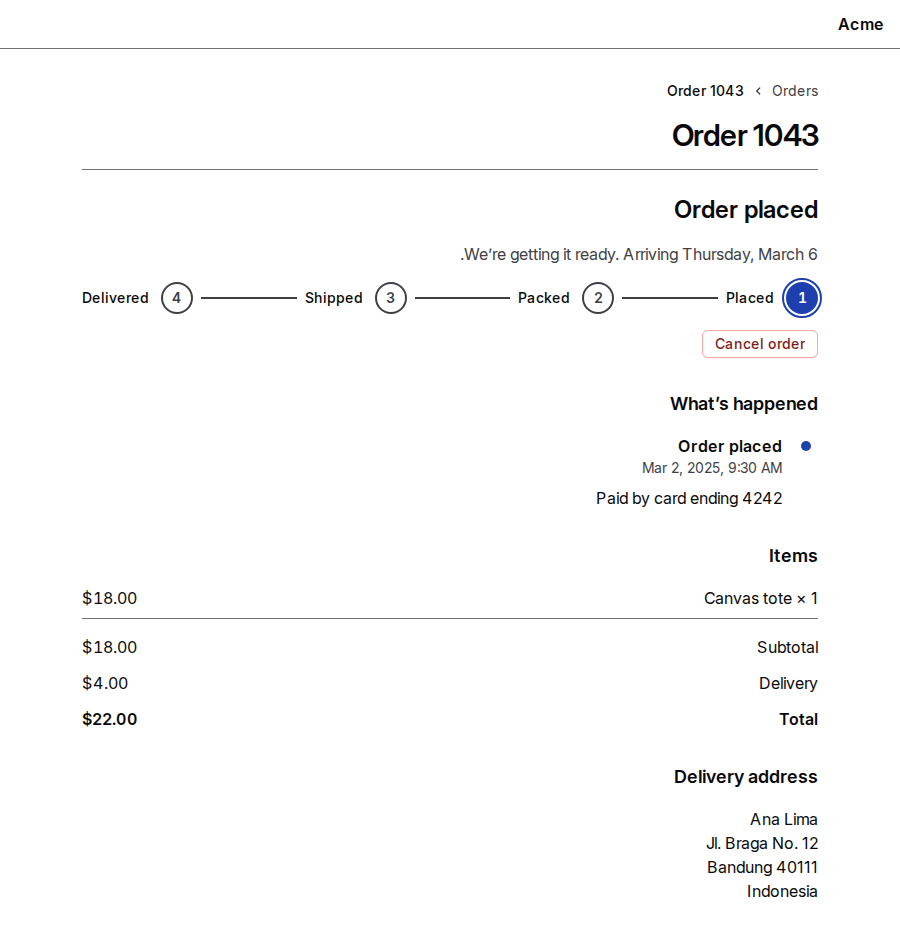 Acme
Orders › Order 1043
Order 1043
Order placed
We’re getting it ready. Arriving Thursday, March 6.
1 Placed 2 Packed 3 Shipped 4 Delivered
Cancel order
What’s happened
Order placed
Mar 2, 2025, 9:30 AM
Paid by card ending 4242
Items
Canvas tote × 1 $18.00
Subtotal $18.00
Delivery $4.00
Total $22.00
Delivery address
Ana Lima
Jl. Braga No. 12
Bandung 40111
Indonesia